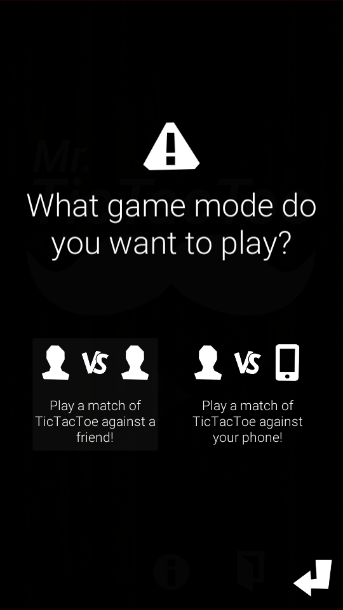 Mr.
What game mode do
you want to play?
VS
VS
Play a match of
TicTacToe against a
friend!
Play a match of
TicTacToe against
your phone!